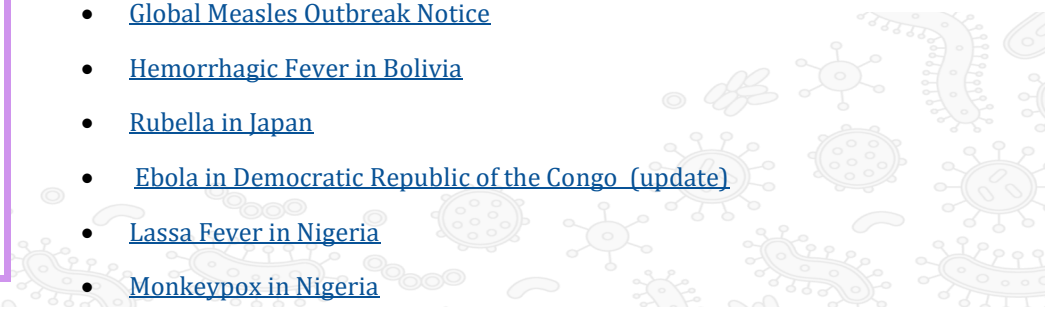 • Global Measles Outbreak Notice
• Hemorrhagic Fever in Bolivia
• Rubella in Japan
• Ebola in Democratic Republic of the Congo  (update)
• Lassa Fever in Nigeria
• Monkeypox in Nigeria